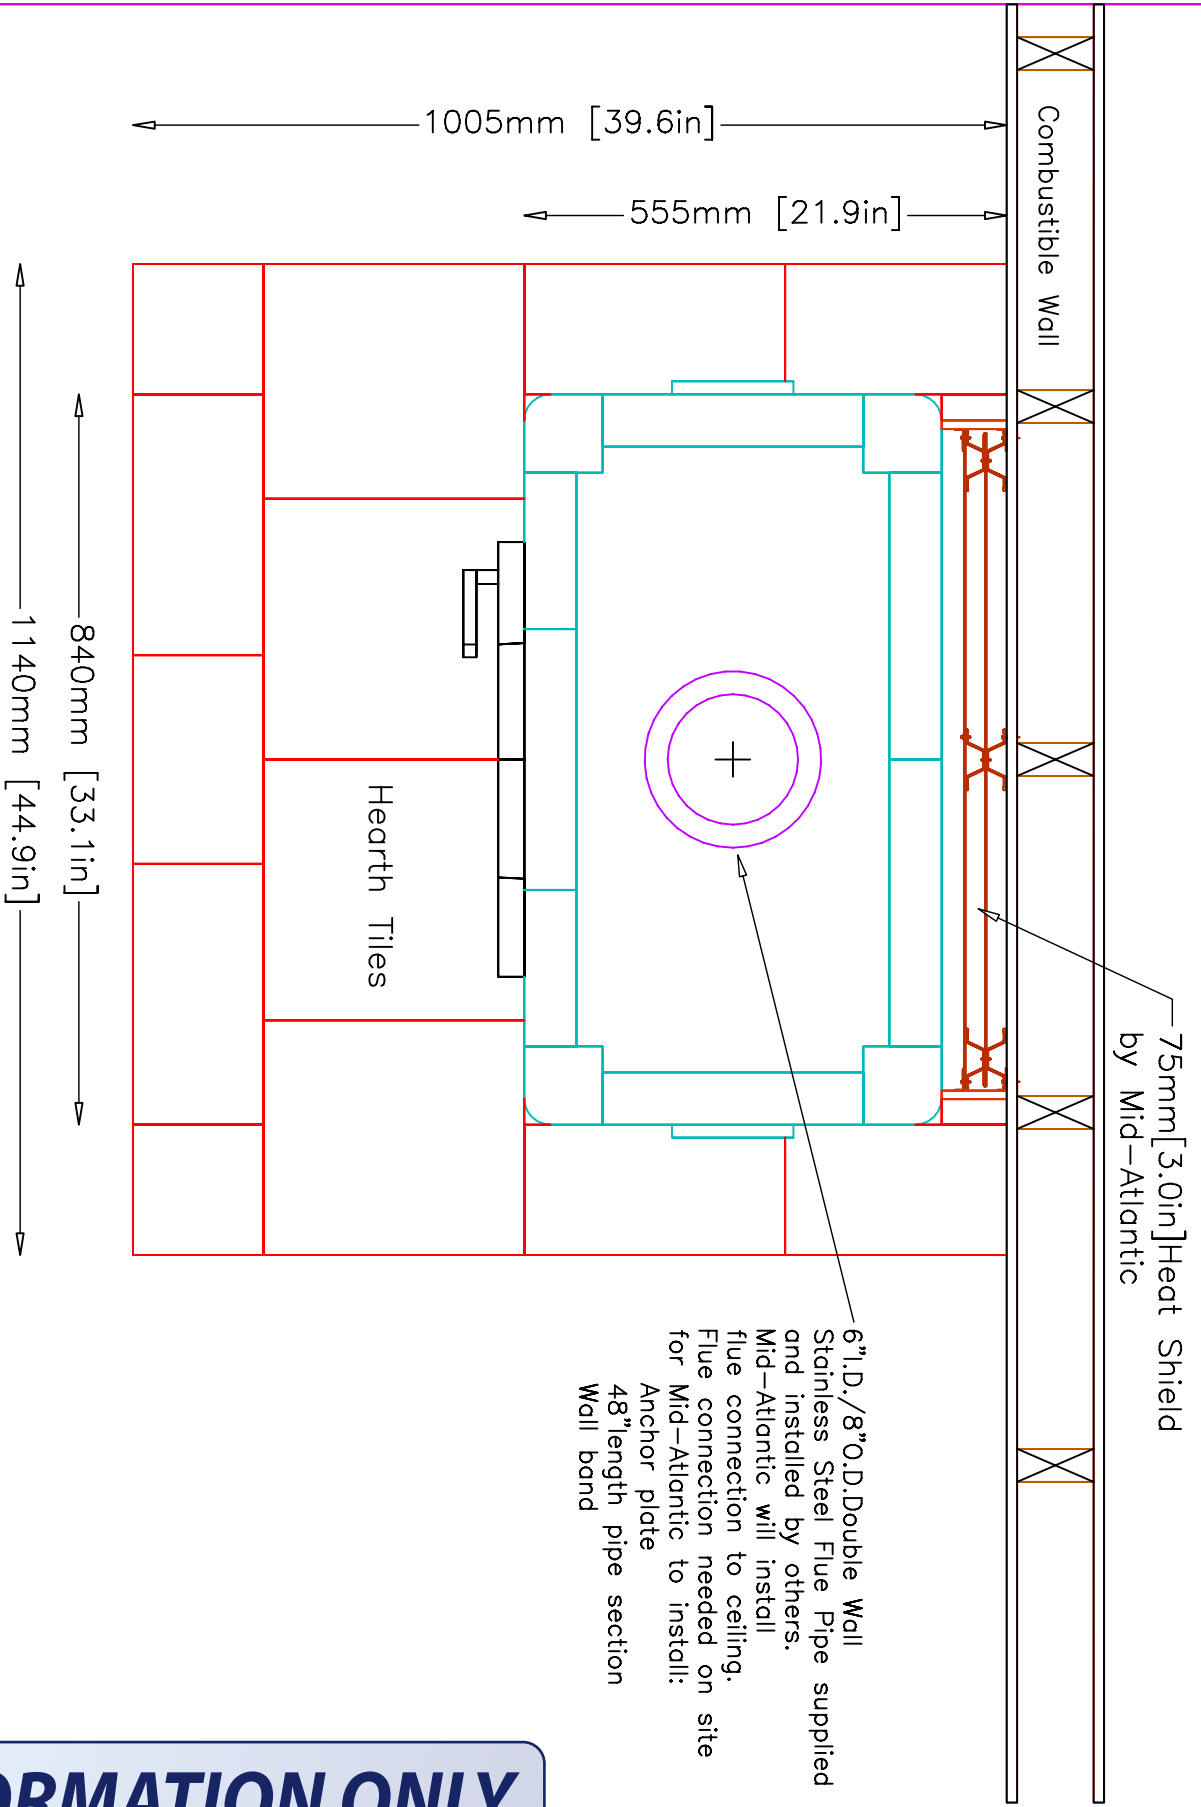 1005mm [39.6in]
555mm [21.9in]
Combustible Wall
840mm [33.1in]
1140mm [44.9in]
Hearth Tiles
75mm[3.0in]Heat Shield
by Mid-Atlantic
6"I.D./8"O.D.Double Wall
Stainless Steel Flue Pipe supplied
and installed by others.
Mid-Atlantic will install
flue connection to ceiling.
Flue connection needed on site
for Mid-Atlantic to install:
Anchor plate
48"length pipe section
Wall band
ORMATION ONLY